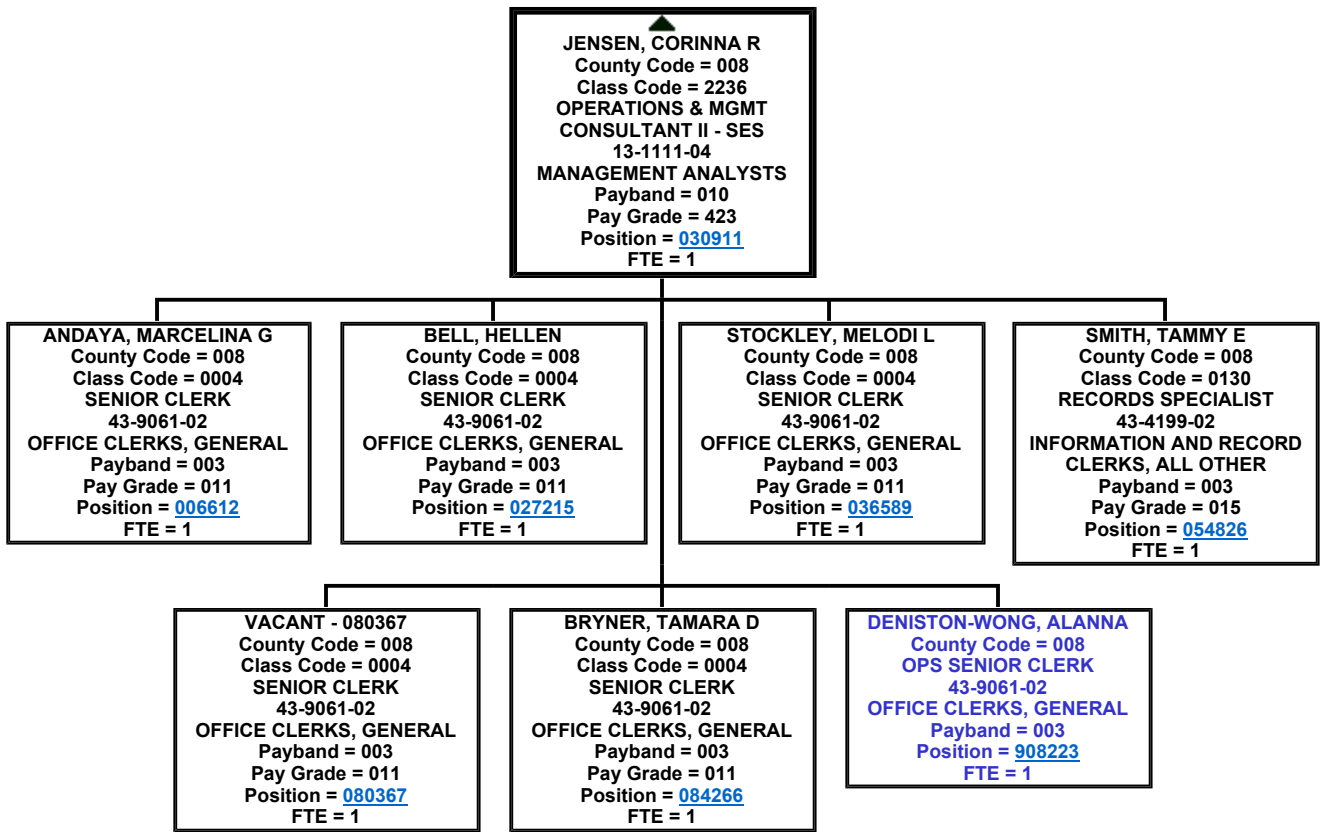 JENSEN, CORINNA R
County Code = 008
Class Code = 2236
OPERATIONS & MGMT
CONSULTANT II - SES
13-1111-04
MANAGEMENT ANALYSTS
Payband = 010
Pay Grade = 423
Position = 030911
FTE = 1
ANDAYA, MARCELINA G
County Code = 008
Class Code = 0004
SENIOR CLERK
43-9061-02
OFFICE CLERKS, GENERAL
Payband = 003
Pay Grade = 011
Position = 006612
FTE = 1
BELL, HELLEN
County Code = 008
Class Code = 0004
SENIOR CLERK
43-9061-02
OFFICE CLERKS, GENERAL
Payband = 003
Pay Grade = 011
Position = 027215
FTE = 1
STOCKLEY, MELODI L
County Code = 008
Class Code = 0004
SENIOR CLERK
43-9061-02
OFFICE CLERKS, GENERAL
Payband = 003
Pay Grade = 011
Position = 036589
FTE = 1
SMITH, TAMMY E
County Code = 008
Class Code = 0130
RECORDS SPECIALIST
43-4199-02
INFORMATION AND RECORD
CLERKS, ALL OTHER
Payband = 003
Pay Grade = 015
Position = 054826
FTE = 1
VACANT - 080367
County Code = 008
Class Code = 0004
SENIOR CLERK
43-9061-02
OFFICE CLERKS, GENERAL
Payband = 003
Pay Grade = 011
Position = 080367
FTE = 1
BRYNER, TAMARA D
County Code = 008
Class Code = 0004
SENIOR CLERK
43-9061-02
OFFICE CLERKS, GENERAL
Payband = 003
Pay Grade = 011
Position = 084266
FTE = 1
DENISTON-WONG, ALANNA
County Code = 008
OPS SENIOR CLERK
43-9061-02
OFFICE CLERKS, GENERAL
Payband = 003
Position = 908223
FTE = 1